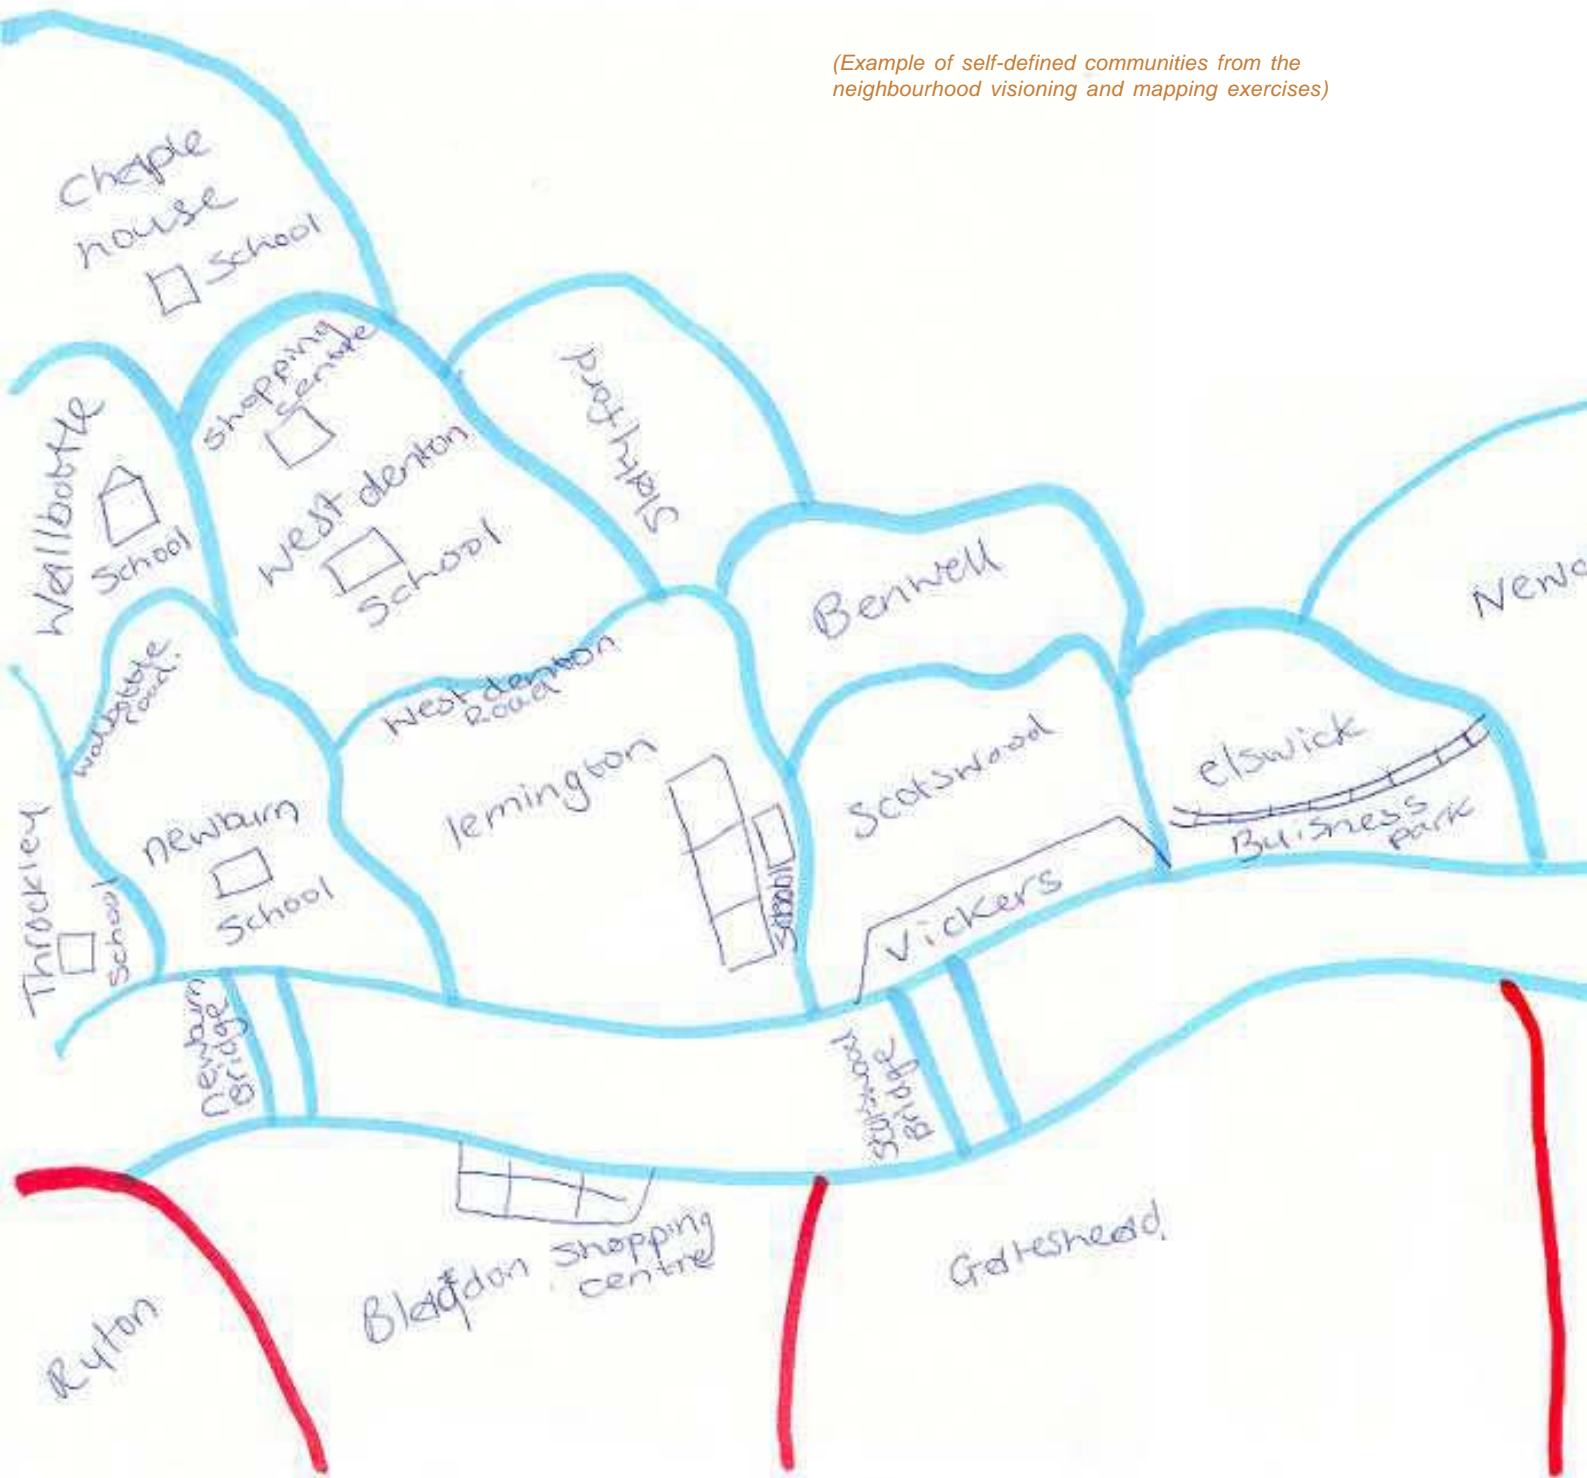 (Example of self-defined communities from the
neighbourhood visioning and mapping exercises)
Chaple
house
School
shopping
sentre
Slatyford
Wallbottle
School
west denton
School
Benwell
Newc
wallbottle
road.
West denton
Road
elswick
Buisness
park
Scotswood
lemington
School
newburn
School
Throckley
School
Vickers
newburn
Bridge
Scotswood
Bridge
shopping
centre
Gateshead.
Ryton